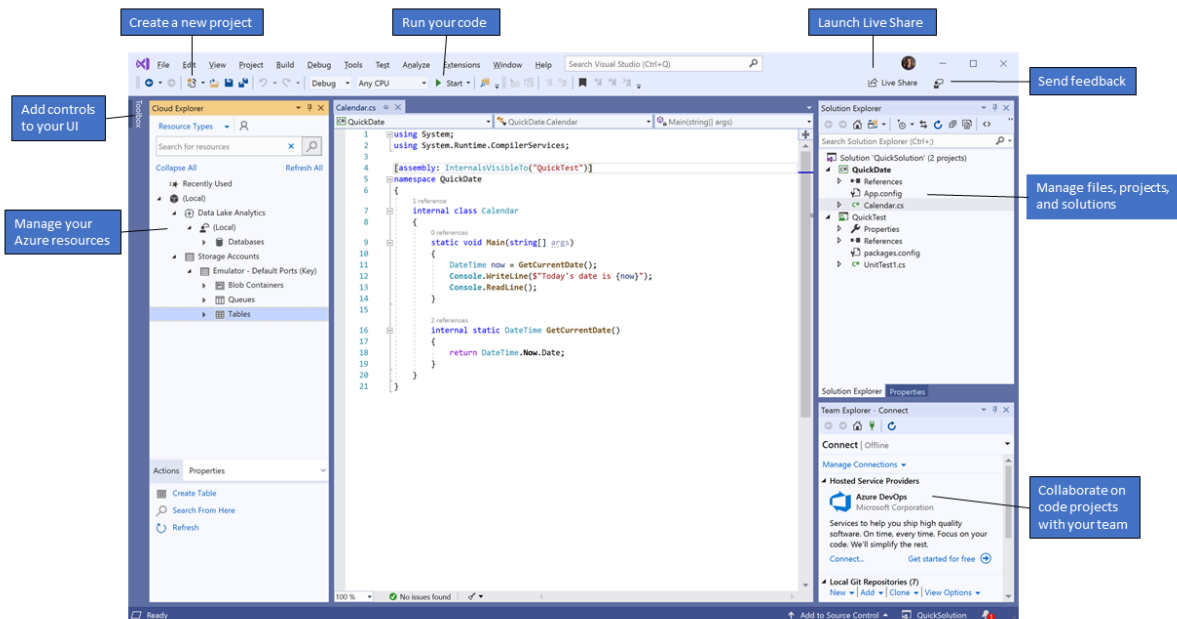 Create a new project
Run your code
Launch Live Share
File Edit View Project Build Debug Tools Test Analyze Extensions Window Help Search Visual Studio (Ctrl+Q)
Debug Any CPU Start Live Share
Send feedback
Add controls
to your UI
Toolbox
Cloud Explorer
Resource Types
Search for resources
Collapse All Refresh All
Recently Used
(Local)
Data Lake Analytics
(Local)
Databases
Storage Accounts
Emulator - Default Ports (Key)
Blob Containers
Queues
Tables
Manage your
Azure resources
Actions Properties
Create Table
Search From Here
Refresh
Calendar.cs
QuickDate QuickDate.Calendar Main(string[] args)
1 using System;
2 using System.Runtime.CompilerServices;
3
4 [assembly: InternalsVisibleTo("QuickTest")]
5 namespace QuickDate
6 {
1 reference
7 internal class Calendar
8 {
0 references
9 static void Main(string[] args)
10 {
11 DateTime now = GetCurrentDate();
12 Console.WriteLine($"Today's date is {now}");
13 Console.ReadLine();
14 }
15
2 references
16 internal static DateTime GetCurrentDate()
17 {
18 return DateTime.Now.Date;
19 }
20 }
21 }
100 % No issues found
Solution Explorer
Search Solution Explorer (Ctrl+;)
Solution 'QuickSolution' (2 projects)
QuickDate
References
App.config
Calendar.cs
QuickTest
Properties
References
packages.config
UnitTest1.cs
Manage files, projects,
and solutions
Solution Explorer Properties
Team Explorer - Connect
Connect | Offline
Manage Connections
Hosted Service Providers
Azure DevOps
Microsoft Corporation
Services to help you ship high quality
software. On time, every time. Focus on your
code. We'll simplify the rest.
Connect... Get started for free
Local Git Repositories (7)
New | Add | Clone | View Options
Collaborate on
code projects
with your team
Ready Add to Source Control QuickSolution